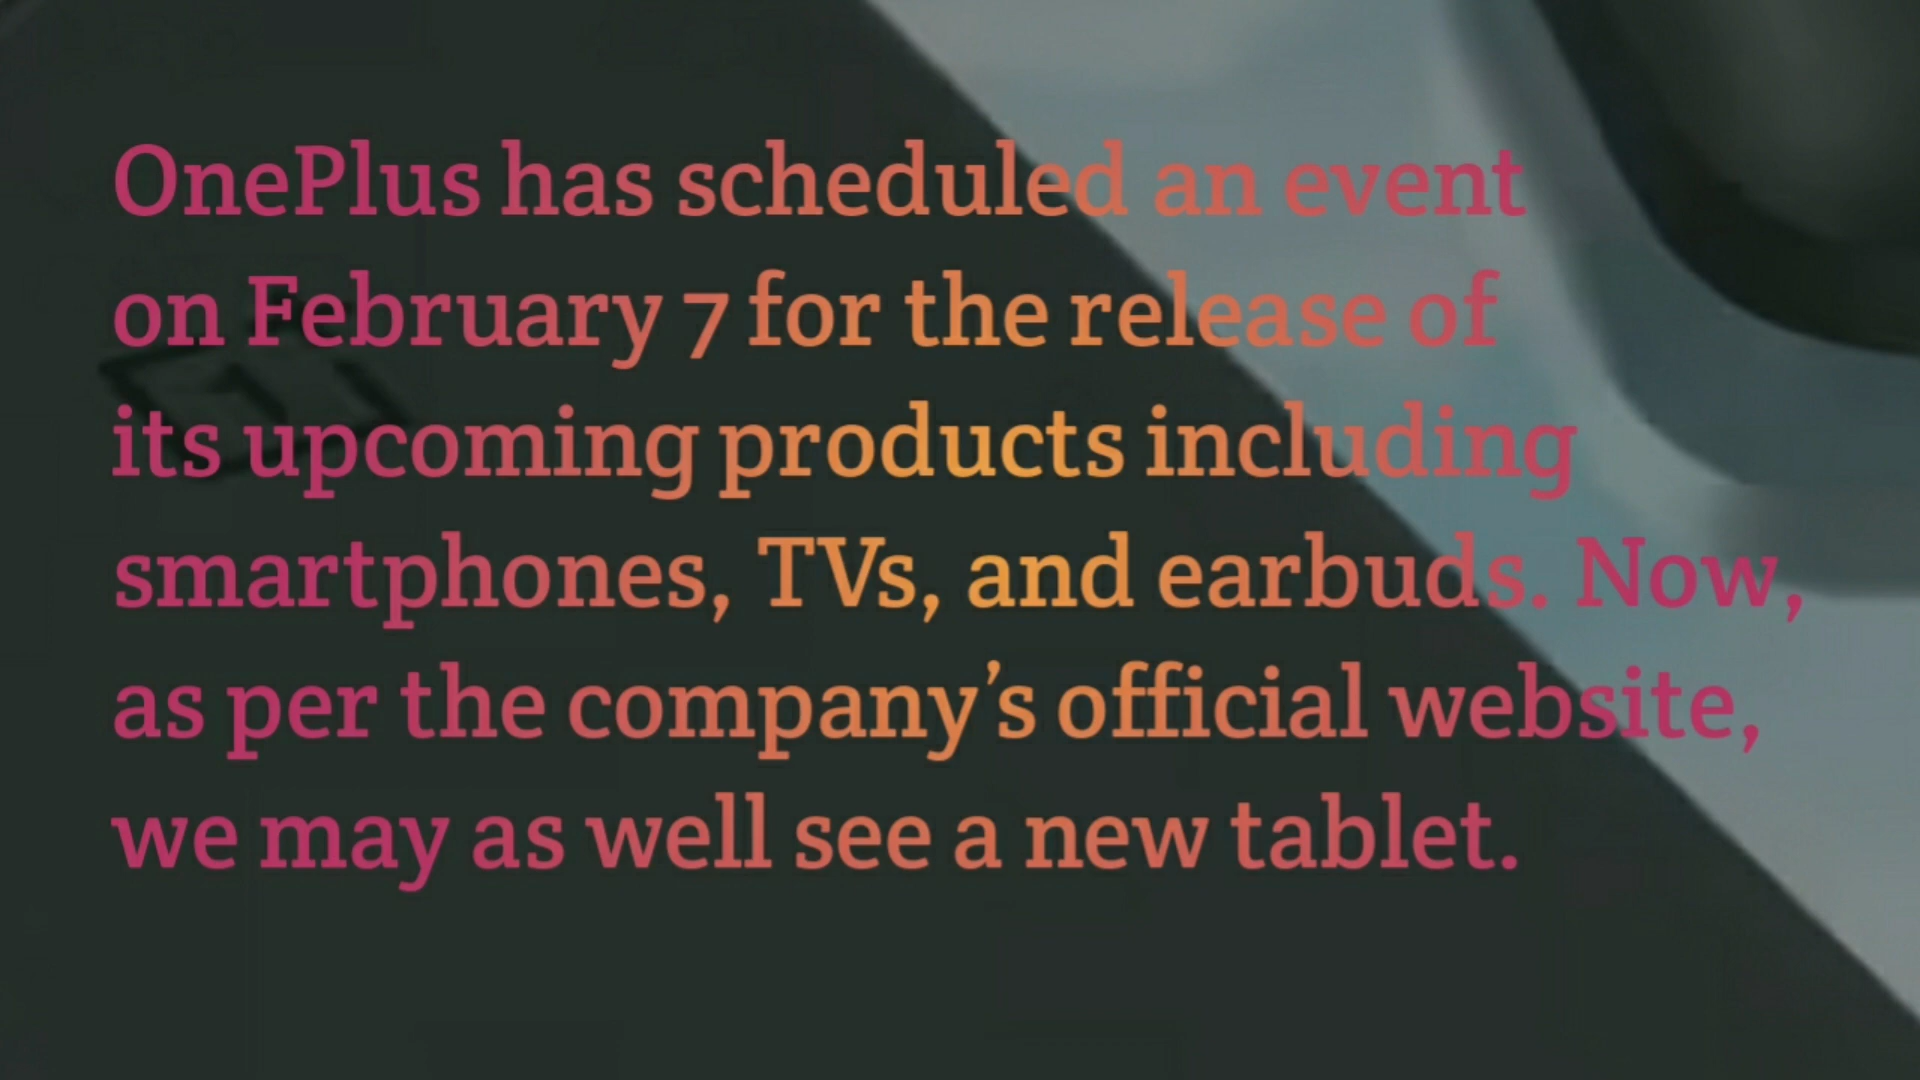 OnePlus has scheduled an event
on February 7 for the release of
its upcoming products including
smartphones, TVs, and earbuds. Now,
as per the company’s official website,
we may as well see a new tablet.